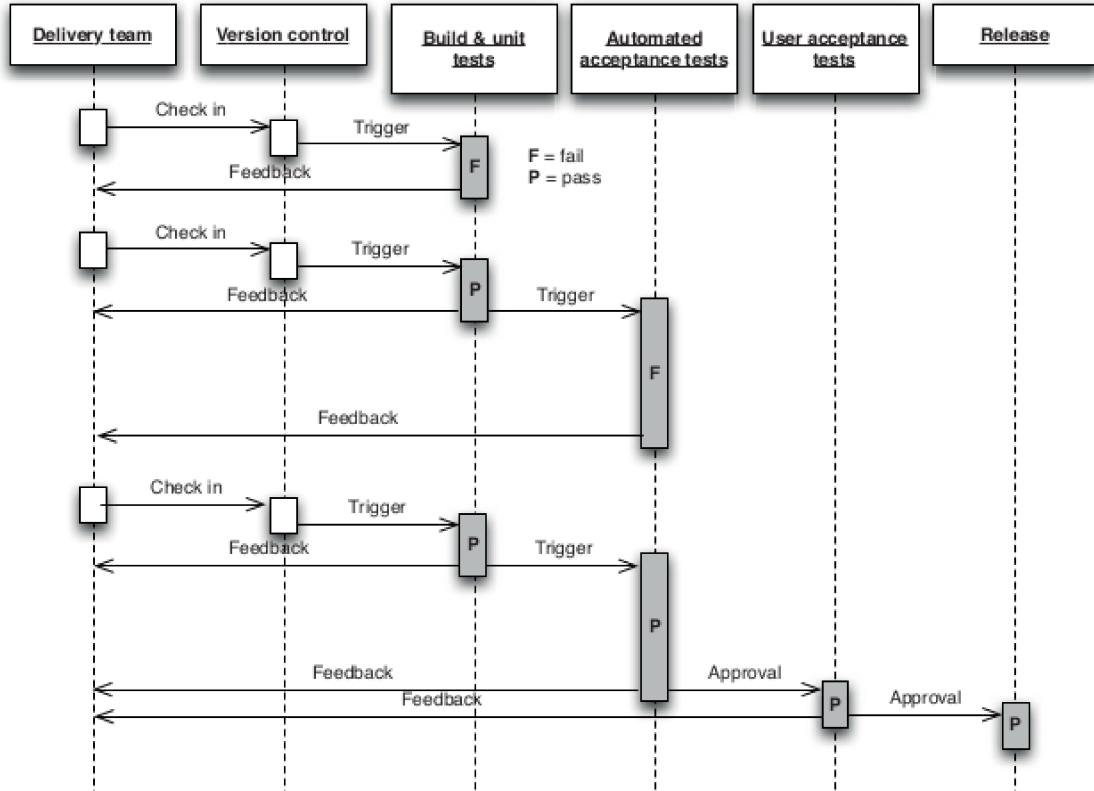 Delivery team
Version control
Build & unit
tests
Automated
acceptance tests
User acceptance
tests
Release
Check in
Trigger
F
F = fail
P = pass
Feedback
Check in
Trigger
P
Feedback
Trigger
F
Feedback
Check in
Trigger
P
Feedback
Trigger
P
Feedback
Approval
Feedback
P
Approval
P